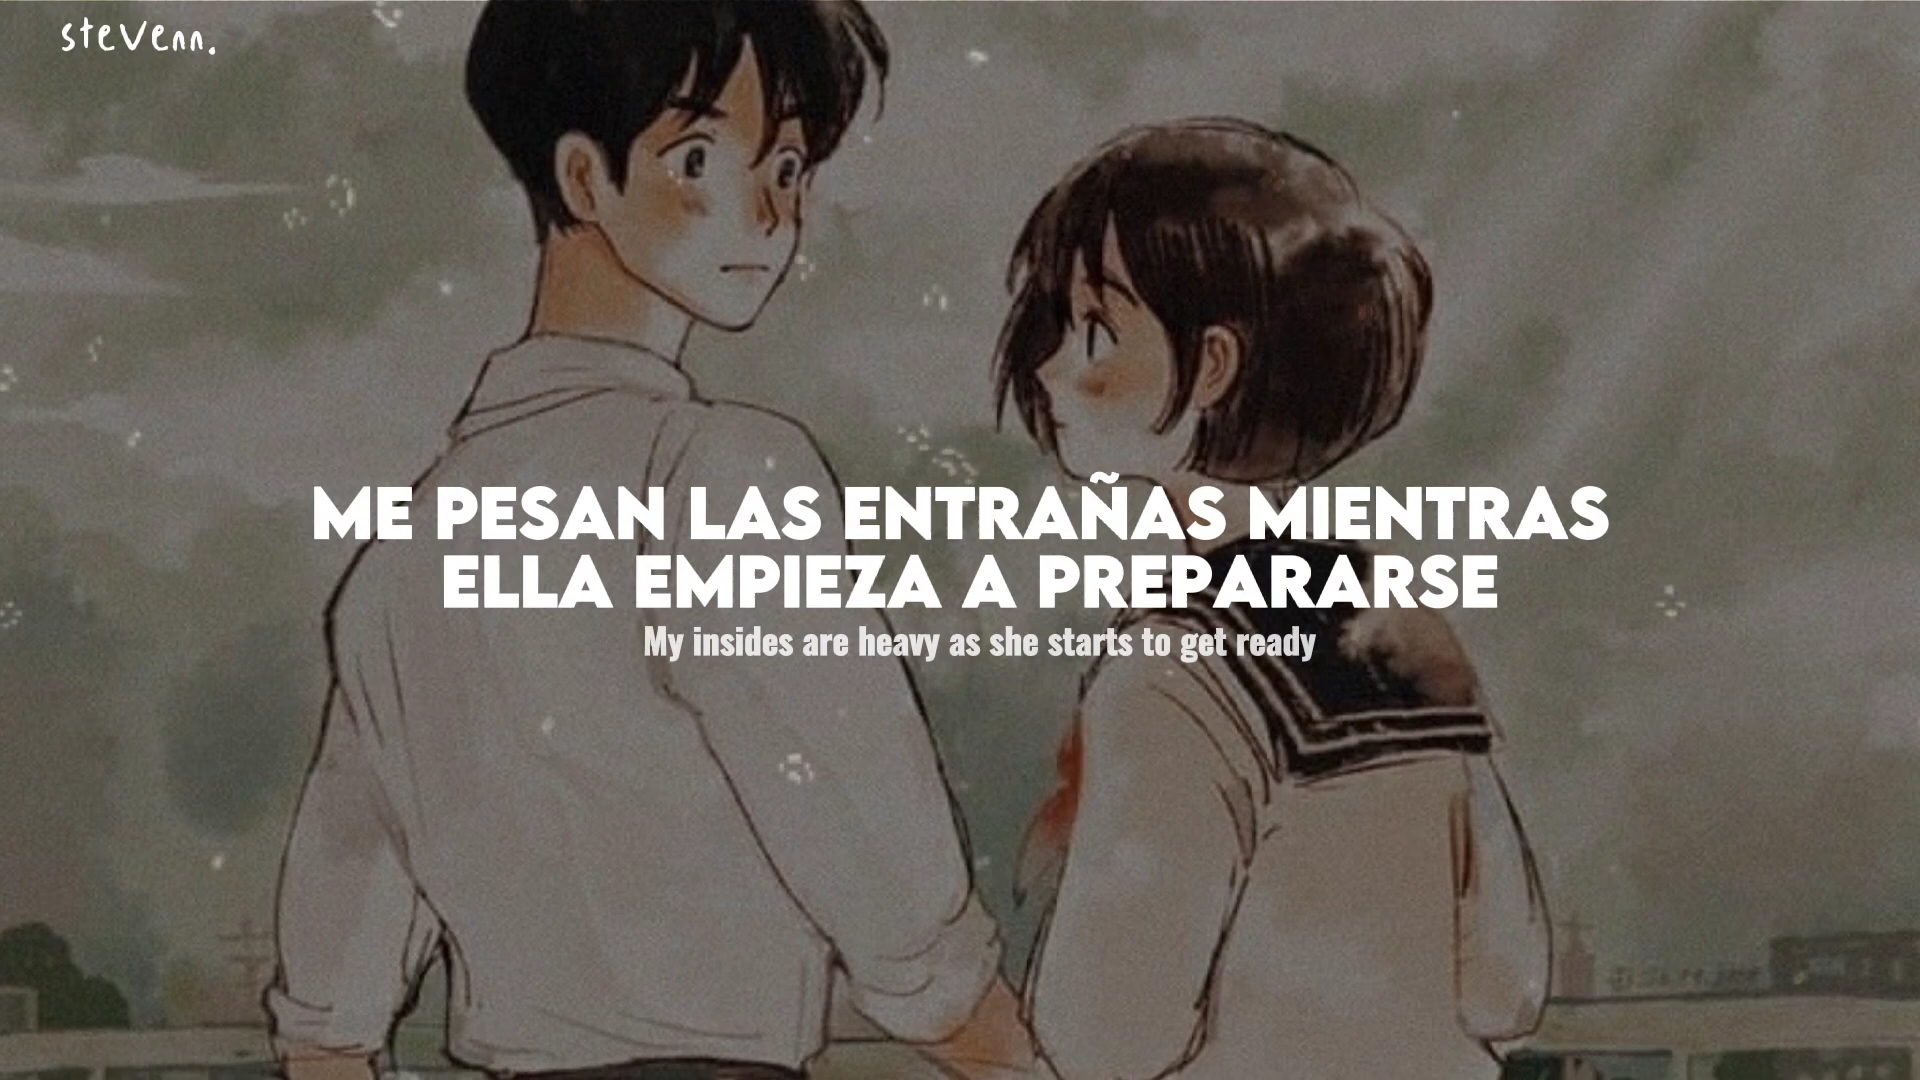 stevenn.
ME PESAN LAS ENTRAÑAS MIENTRAS
ELLA EMPIEZA A PREPARARSE
My insides are heavy as she starts to get ready